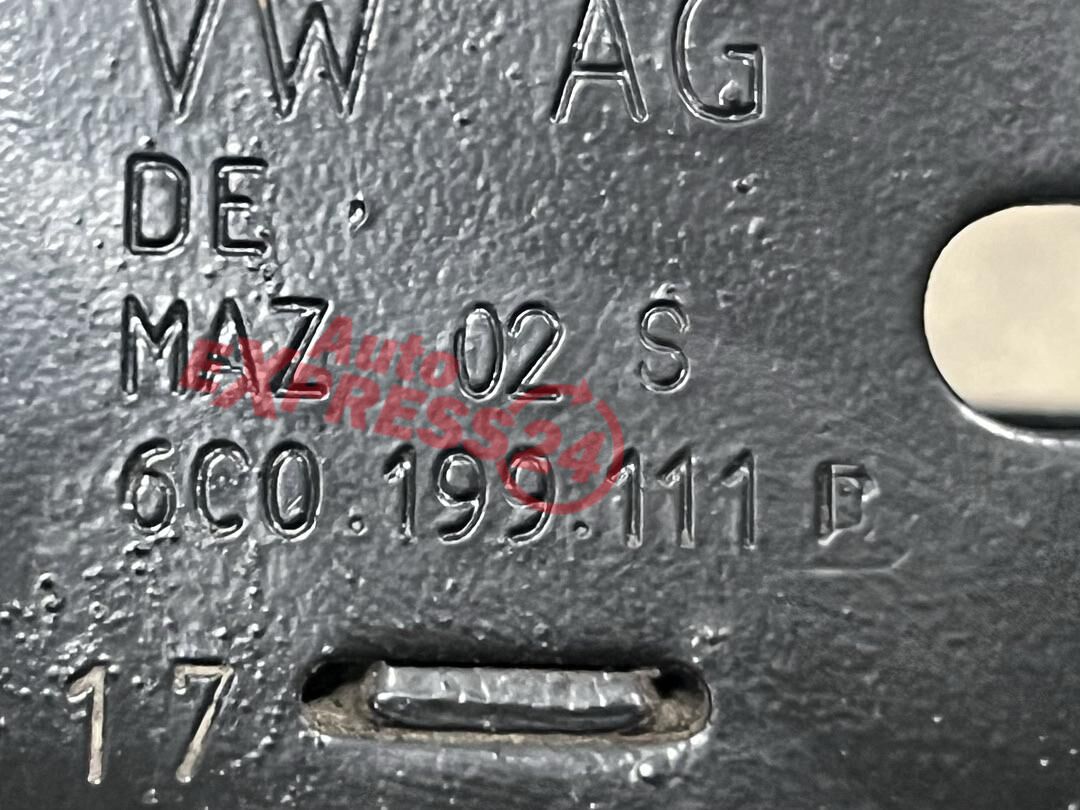 VW AG
DE
MAZ 02 S
Auto
EXPRESS24
6C0.199.111
17